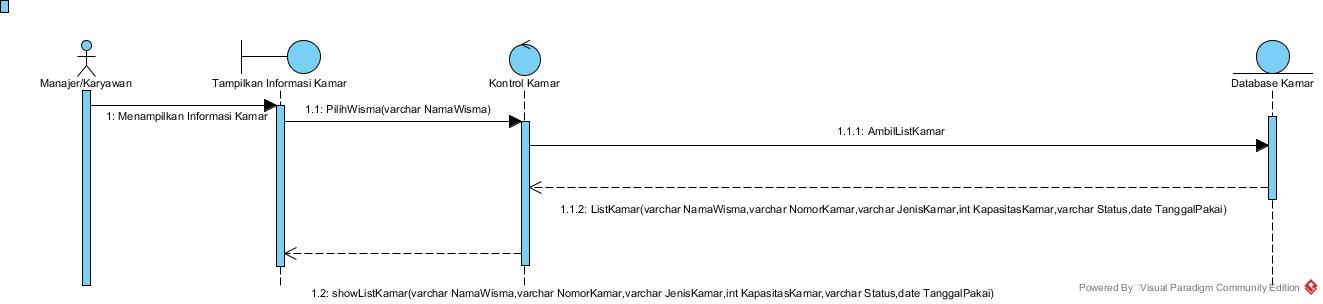 Manajer/Karyawan
Tampilkan Informasi Kamar
Kontrol Kamar
Database Kamar
1: Menampilkan Informasi Kamar
1.1: PilihWisma(varchar NamaWisma)
1.1.1: AmbilListKamar
1.1.2: ListKamar(varchar NamaWisma,varchar NomorKamar,varchar JenisKamar,int KapasitasKamar,varchar Status,date TanggalPakai)
1.2: showListKamar(varchar NamaWisma,varchar NomorKamar,varchar JenisKamar,int KapasitasKamar,varchar Status,date TanggalPakai)
Powered By Visual Paradigm Community Edition